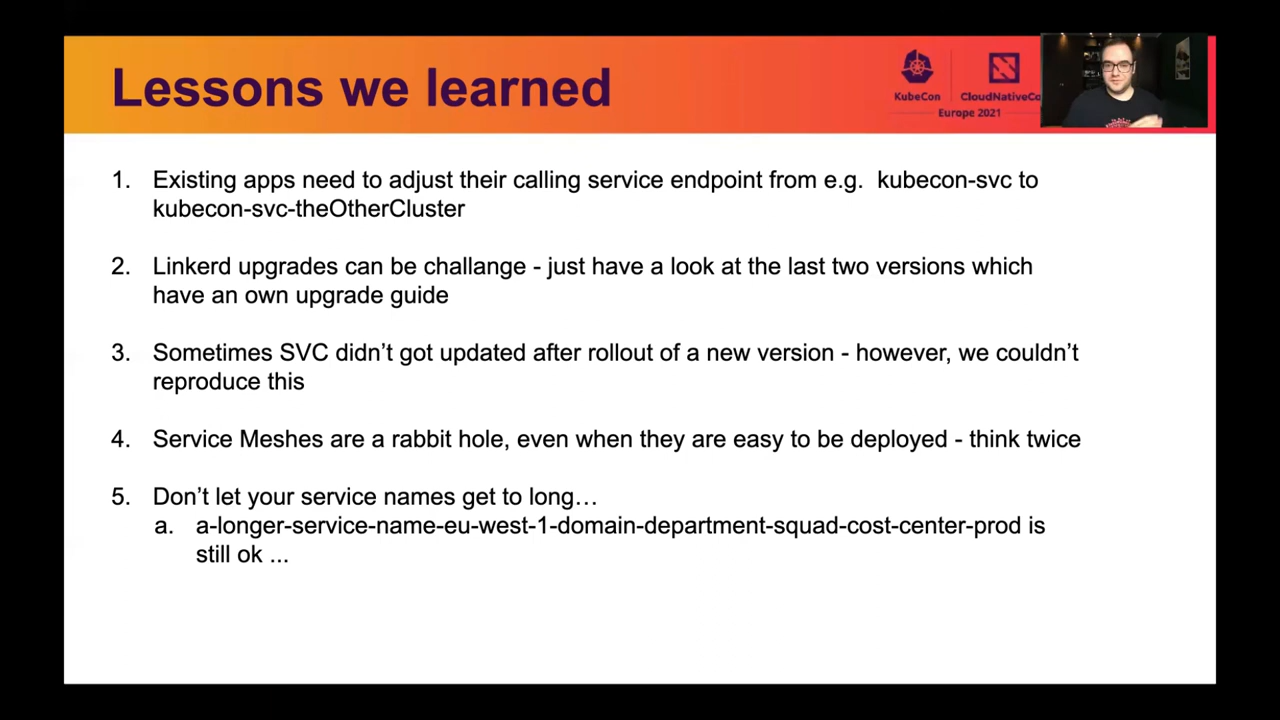 Lessons we learned
KubeCon
CloudNativeCo
Europe 2021
1. Existing apps need to adjust their calling service endpoint from e.g. kubecon-svc to
kubecon-svc-theOtherCluster
2. Linkerd upgrades can be challange - just have a look at the last two versions which
have an own upgrade guide
3. Sometimes SVC didn’t got updated after rollout of a new version - however, we couldn’t
reproduce this
4. Service Meshes are a rabbit hole, even when they are easy to be deployed - think twice
5. Don’t let your service names get to long…
a. a-longer-service-name-eu-west-1-domain-department-squad-cost-center-prod is
still ok ...